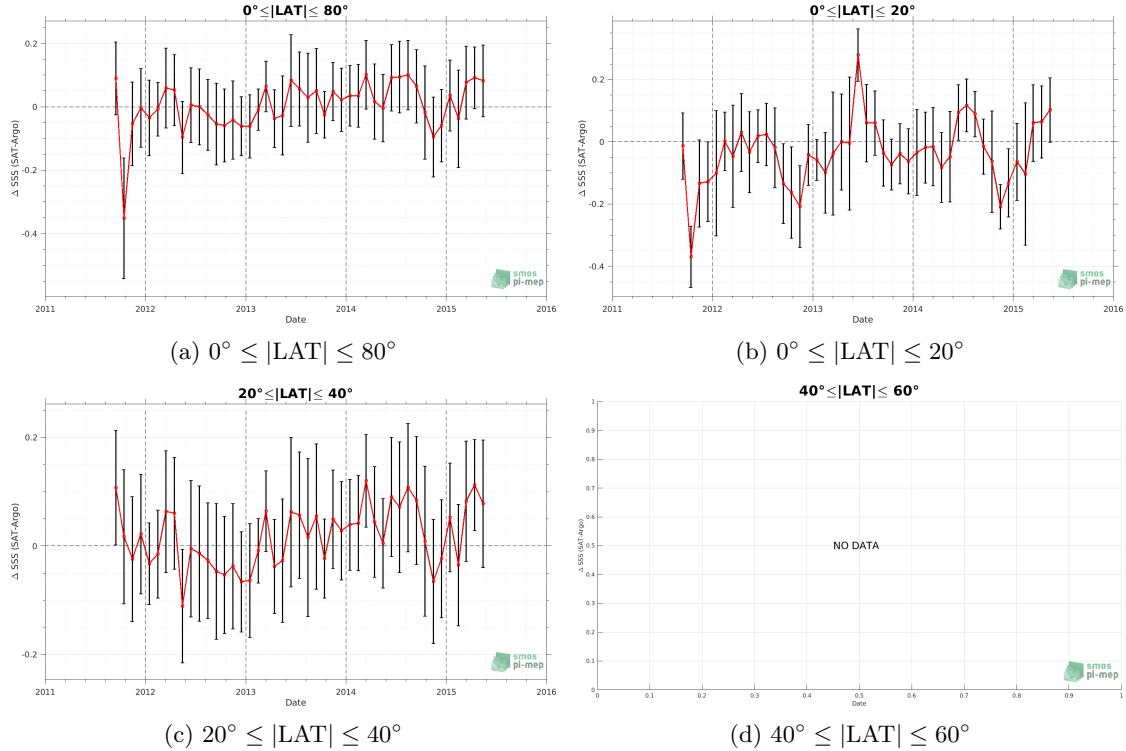 0°≤|LAT|≤ 80°
0.2
0
-0.2
-0.4
Δ SSS (SAT-Argo)
2011 2012 2013 2014 2015 2016
Date
smos
pi-mep
(a) 0° ≤ |LAT| ≤ 80°
0°≤|LAT|≤ 20°
0.2
0
-0.2
-0.4
Δ SSS (SAT-Argo)
2011 2012 2013 2014 2015 2016
Date
smos
pi-mep
(b) 0° ≤ |LAT| ≤ 20°
20°≤|LAT|≤ 40°
0.2
0
-0.2
Δ SSS (SAT-Argo)
2011 2012 2013 2014 2015 2016
Date
smos
pi-mep
(c) 20° ≤ |LAT| ≤ 40°
40°≤|LAT|≤ 60°
1
0.9
0.8
0.7
0.6
0.5
0.4
0.3
0.2
0.1
0
Δ SSS (SAT-Argo)
NO DATA
0 0.1 0.2 0.3 0.4 0.5 0.6 0.7 0.8 0.9 1
Date
smos
pi-mep
(d) 40° ≤ |LAT| ≤ 60°